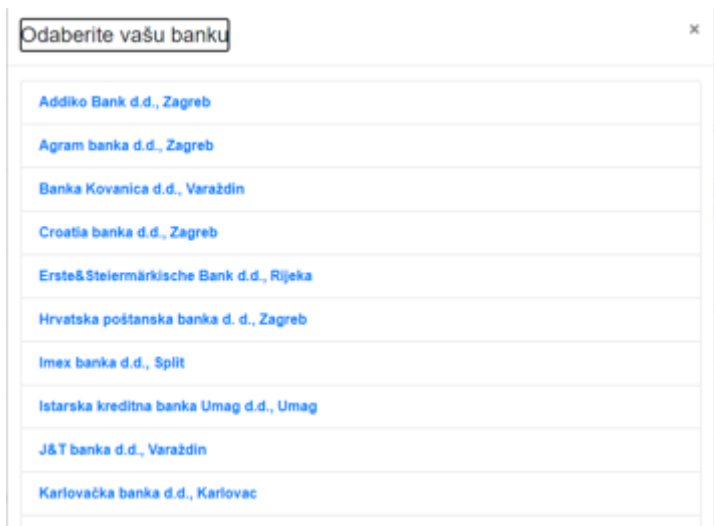 Odaberite vašu banku
×
Addiko Bank d.d., Zagreb
Agram banka d.d., Zagreb
Banka Kovanica d.d., Varaždin
Croatia banka d.d., Zagreb
Erste&Steiermärkische Bank d.d., Rijeka
Hrvatska poštanska banka d. d., Zagreb
Imex banka d.d., Split
Istarska kreditna banka Umag d.d., Umag
J&T banka d.d., Varaždin
Karlovačka banka d.d., Karlovac